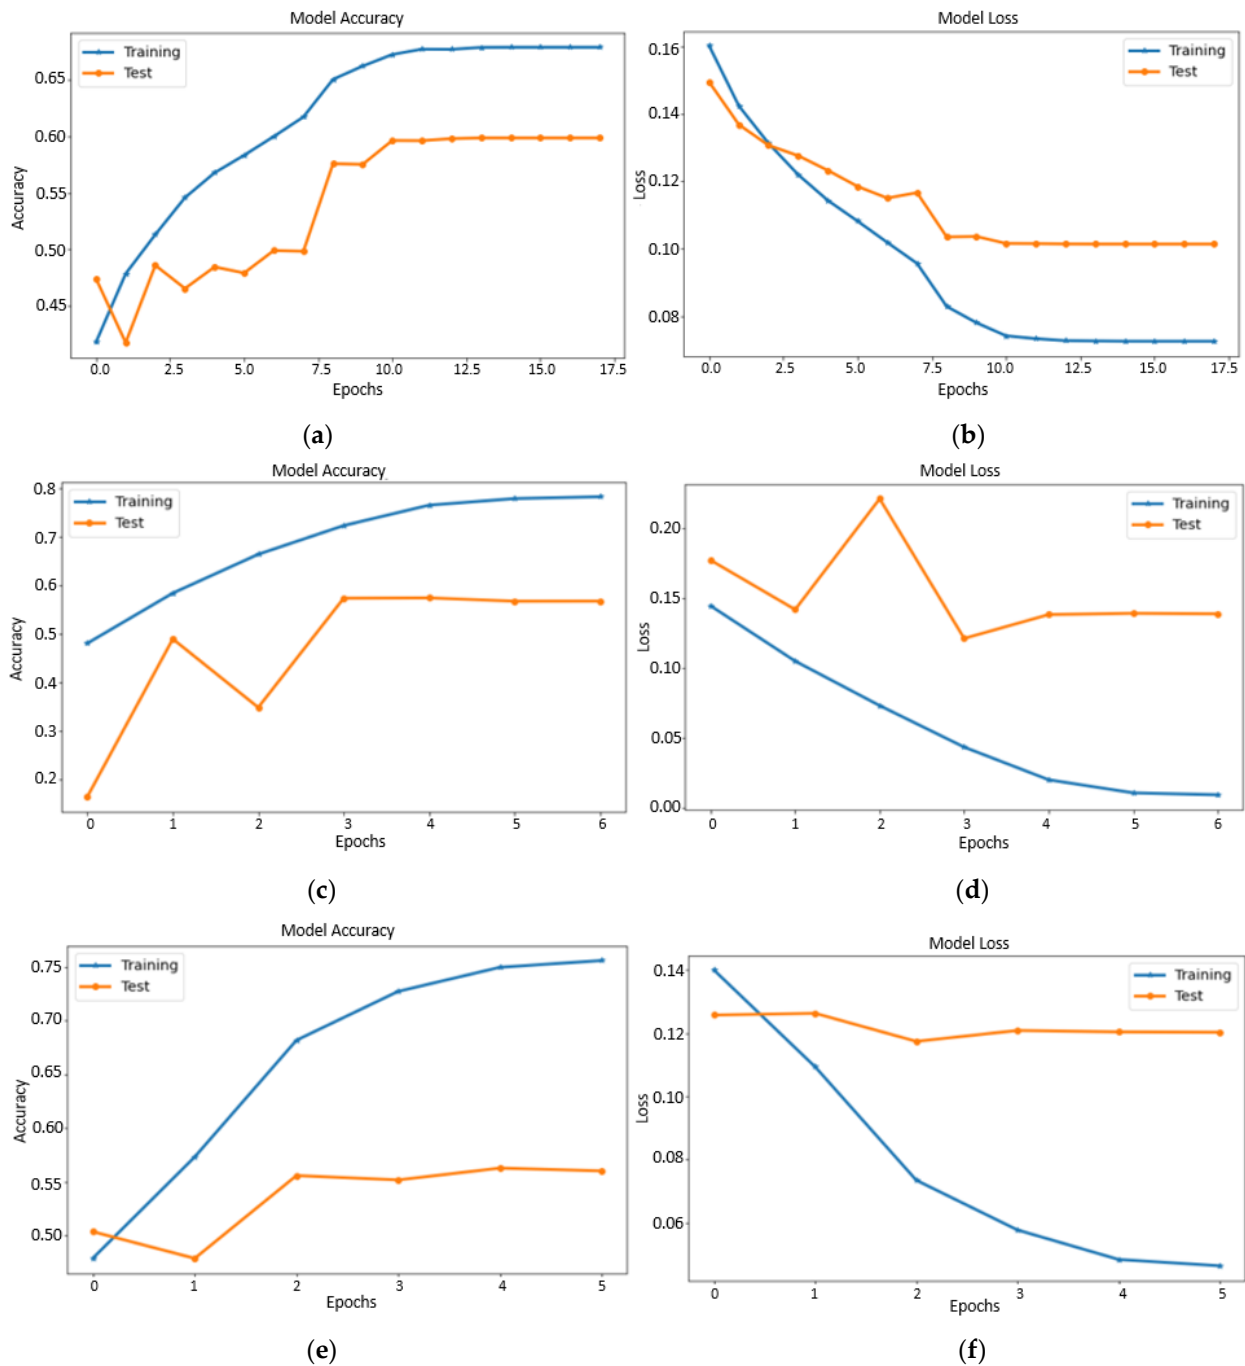 Model Accuracy
Training
Test
0.65
0.60
0.55
0.50
0.45
Accuracy
0.0 2.5 5.0 7.5 10.0 12.5 15.0 17.5
Epochs
(a)
Model Loss
Training
Test
0.16
0.14
0.12
0.10
0.08
Loss
0.0 2.5 5.0 7.5 10.0 12.5 15.0 17.5
Epochs
(b)
Model Accuracy
Training
Test
0.8
0.7
0.6
0.5
0.4
0.3
0.2
Accuracy
0 1 2 3 4 5 6
Epochs
(c)
Model Loss
Training
Test
0.20
0.15
0.10
0.05
0.00
Loss
0 1 2 3 4 5 6
Epochs
(d)
Model Accuracy
Training
Test
0.75
0.70
0.65
0.60
0.55
0.50
Accuracy
0 1 2 3 4 5
Epochs
(e)
Model Loss
Training
Test
0.14
0.12
0.10
0.08
0.06
Loss
0 1 2 3 4 5
Epochs
(f)